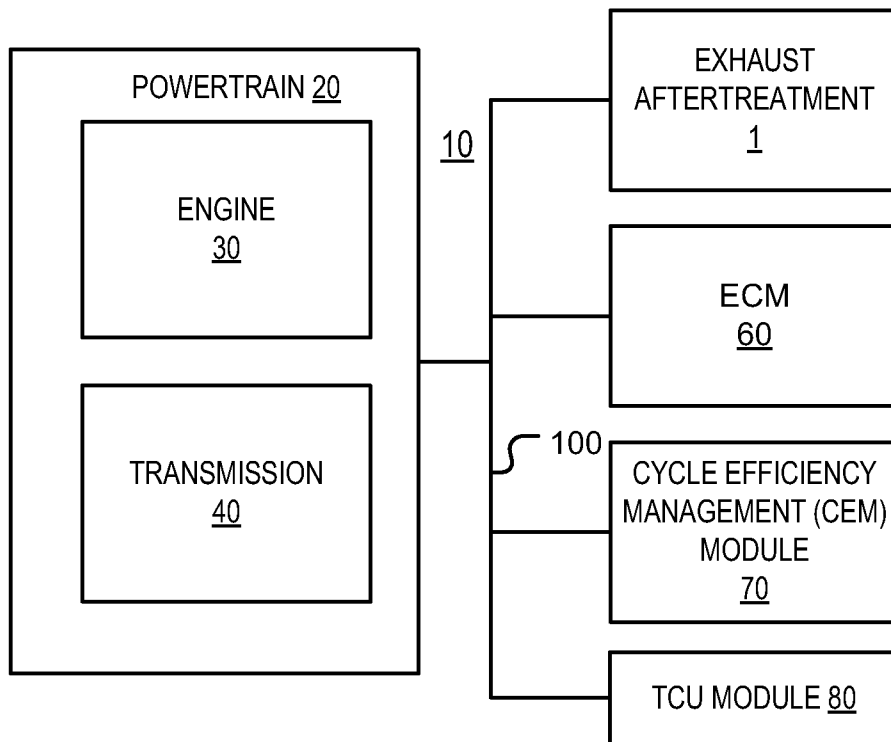 POWERTRAIN 20
ENGINE
30
TRANSMISSION
40
10
100
EXHAUST
AFTERTREATMENT
1
ECM
60
CYCLE EFFICIENCY
MANAGEMENT (CEM)
MODULE
70
TCU MODULE 80